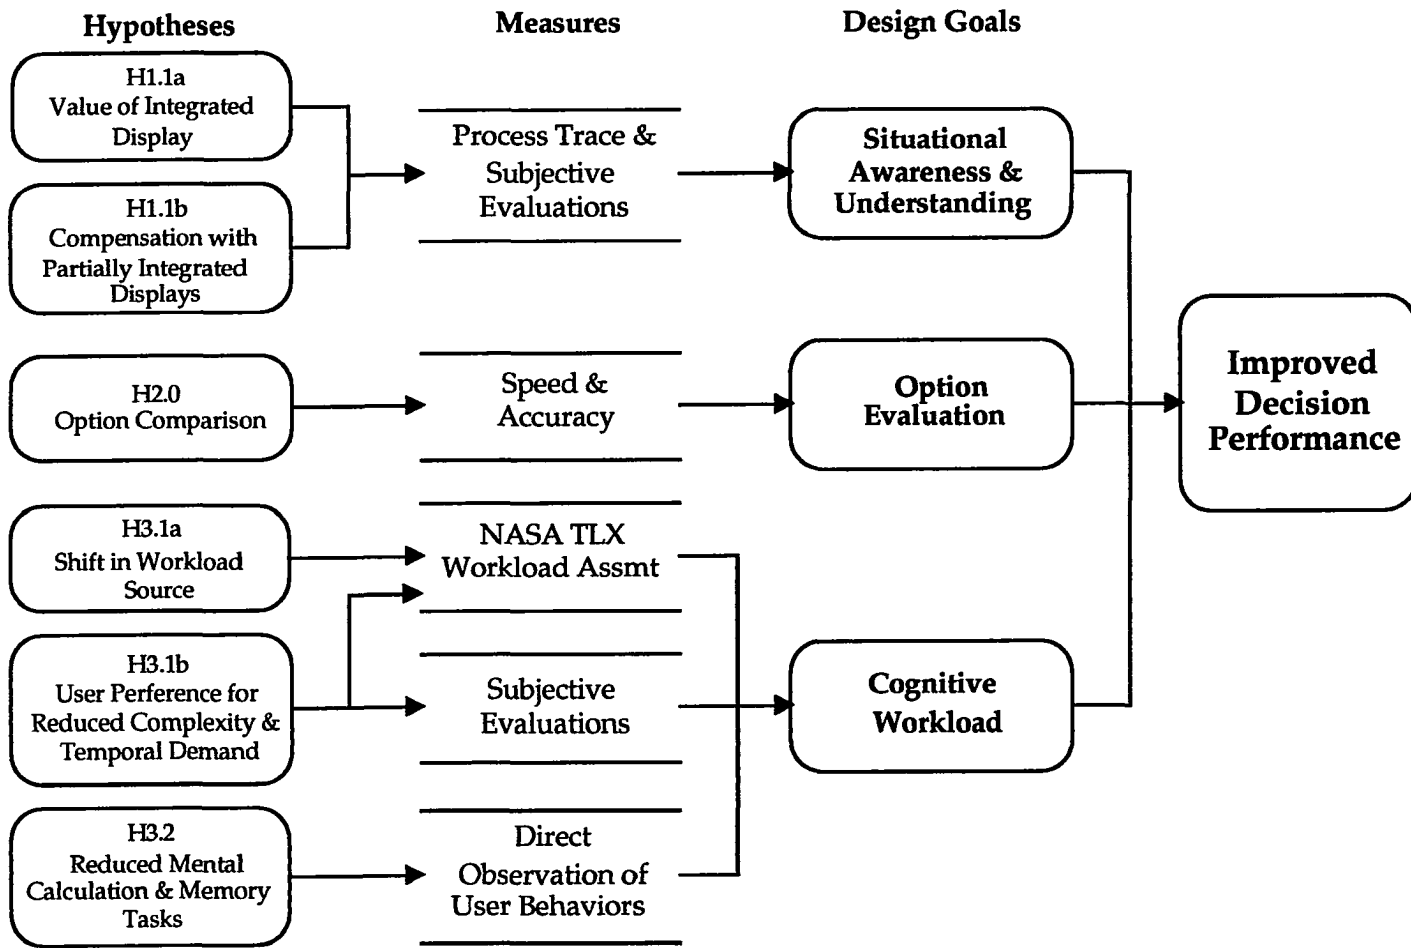 Hypotheses
Measures
Design Goals
H1.1a
Value of Integrated
Display
H1.1b
Compensation with
Partially Integrated
Displays
Process Trace &
Subjective
Evaluations
Situational
Awareness &
Understanding
H2.0
Option Comparison
Speed &
Accuracy
Option
Evaluation
Improved
Decision
Performance
H3.1a
Shift in Workload
Source
NASA TLX
Workload Assmt
H3.1b
User Perference for
Reduced Complexity &
Temporal Demand
Subjective
Evaluations
Cognitive
Workload
H3.2
Reduced Mental
Calculation & Memory
Tasks
Direct
Observation of
User Behaviors